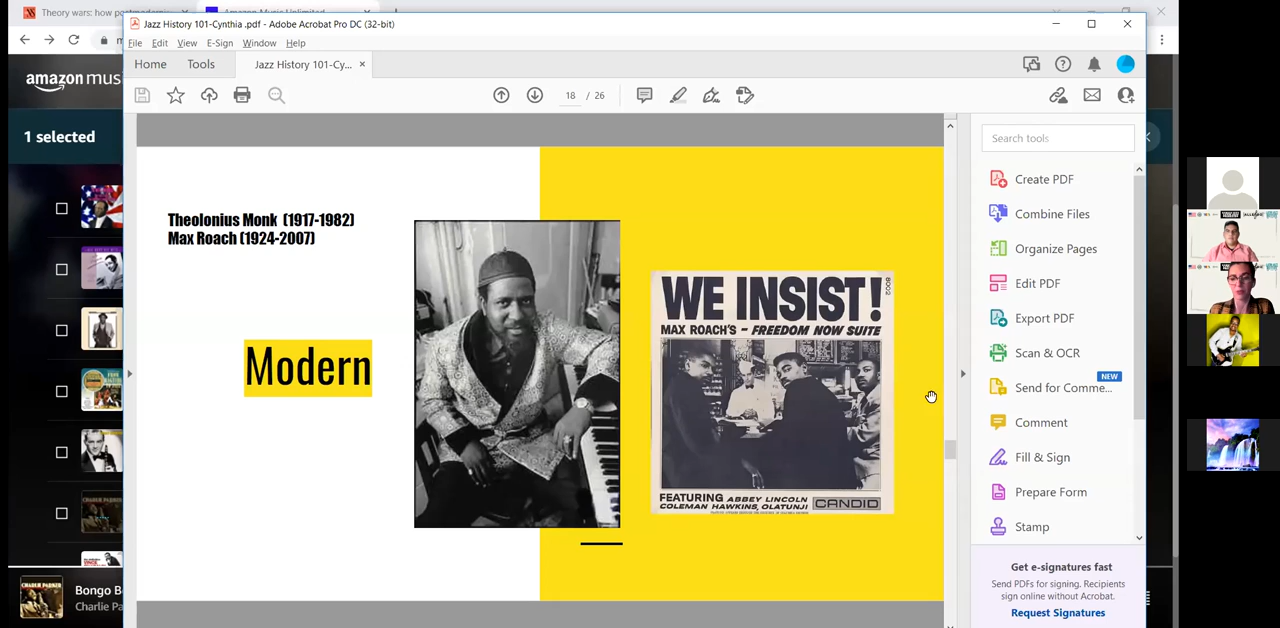 Theory wars: how postmodernis
Amazon Music Unlimited
Jazz History 101-Cynthia .pdf - Adobe Acrobat Pro DC (32-bit)
File Edit View E-Sign Window Help
Home Tools Jazz History 101-Cy...
18 / 26
amazon mus
1 selected
Search tools
Create PDF
Combine Files
Organize Pages
Edit PDF
Export PDF
Scan & OCR
Send for Comme...
NEW
Comment
Fill & Sign
Prepare Form
Stamp
Get e-signatures fast
Send PDFs for signing. Recipients
sign online without Acrobat.
Request Signatures
Theolonius Monk (1917-1982)
Max Roach (1924-2007)
Modern
WE INSIST!
8002
MAX ROACH'S - FREEDOM NOW SUITE
FEATURING ABBEY LINCOLN
COLEMAN HAWKINS, OLATUNJI
CANDID
CHARLIE PARKER
Bongo B
Charlie Pa